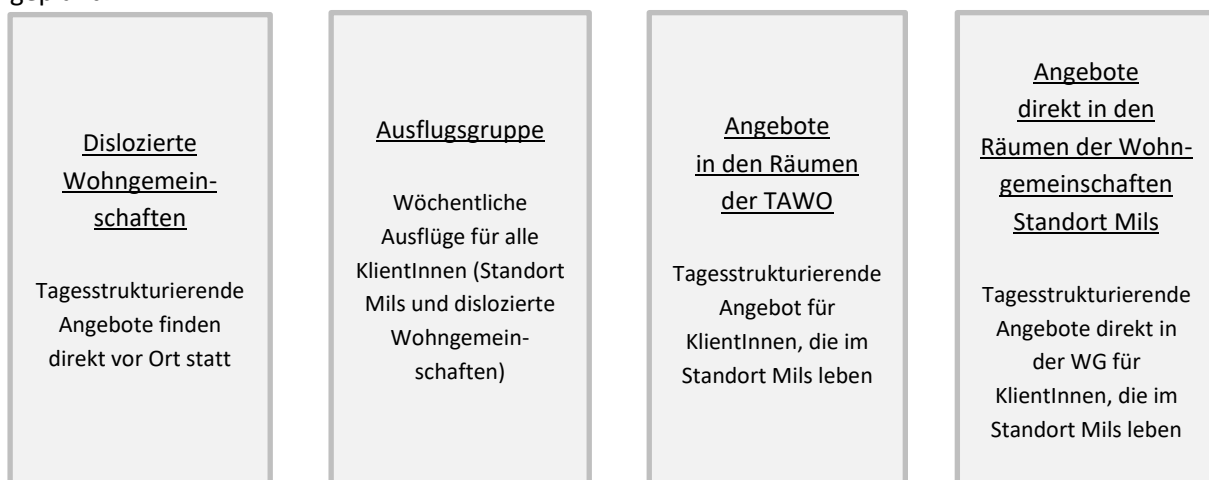 Dislozierte
Wohngemein-
schaften
Tagesstrukturierende
Angebote finden
direkt vor Ort statt
Ausflugsgruppe
Wöchentliche
Ausflüge für alle
KlientInnen (Standort
Mils und dislozierte
Wohngemein-
schaften)
Angebote
in den Räumen
der TAWO
Tagesstrukturierende
Angebot für
KlientInnen, die im
Standort Mils leben
Angebote
direkt in den
Räumen der Wohn-
gemeinschaften
Standort Mils
Tagesstrukturierende
Angebote direkt in
der WG für
KlientInnen, die im
Standort Mils leben